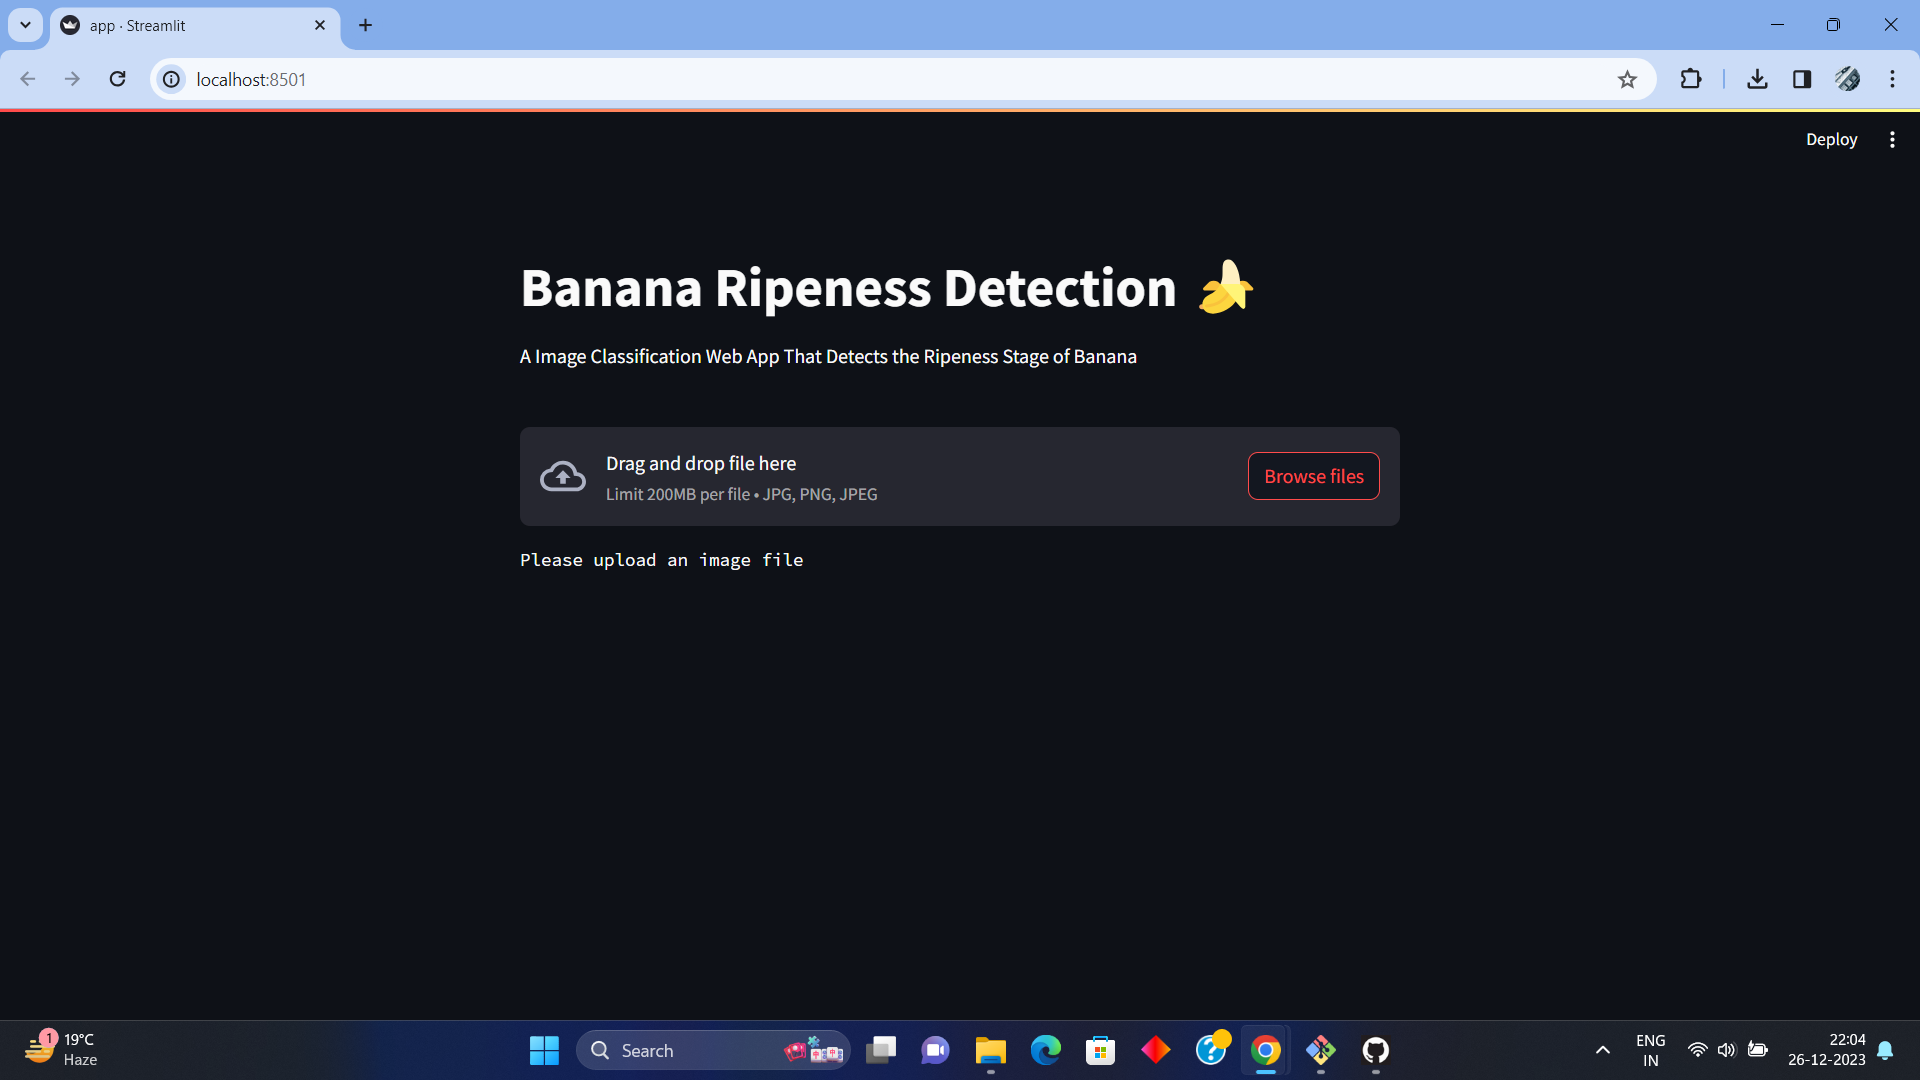 app · Streamlit
localhost:8501
Deploy
Banana Ripeness Detection 🍌
A Image Classification Web App That Detects the Ripeness Stage of Banana
Drag and drop file here
Limit 200MB per file • JPG, PNG, JPEG
Browse files
Please upload an image file
1
19°C
Haze
Search
ENG
IN
22:04
26-12-2023